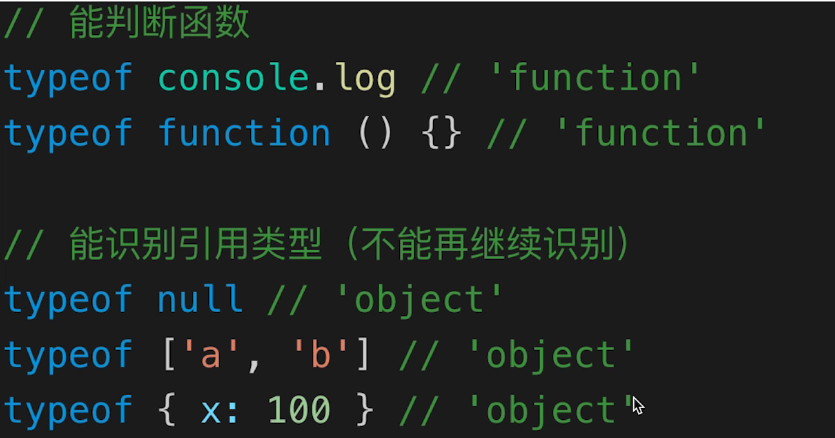 // 能判断函数
typeof console.log // 'function'
typeof function () {} // 'function'
// 能识别引用类型（不能再继续识别）
typeof null // 'object'
typeof ['a', 'b'] // 'object'
typeof { x: 100 } // 'object'